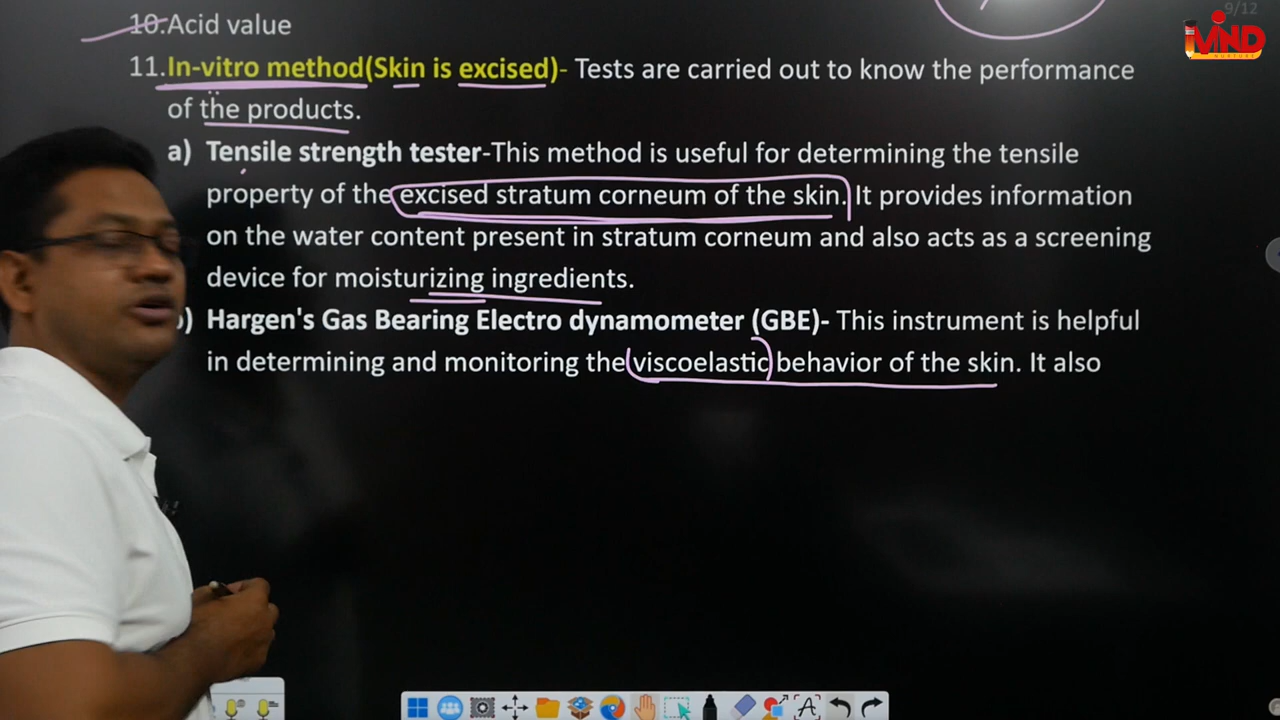 9/12
10.Acid value
iMIND
11.In-vitro method(Skin is excised)- Tests are carried out to know the performance
of the products.
a) Tensile strength tester-This method is useful for determining the tensile
property of the excised stratum corneum of the skin. It provides information
on the water content present in stratum corneum and also acts as a screening
device for moisturizing ingredients.
) Hargen's Gas Bearing Electro dynamometer (GBE)- This instrument is helpful
in determining and monitoring the viscoelastic behavior of the skin. It also